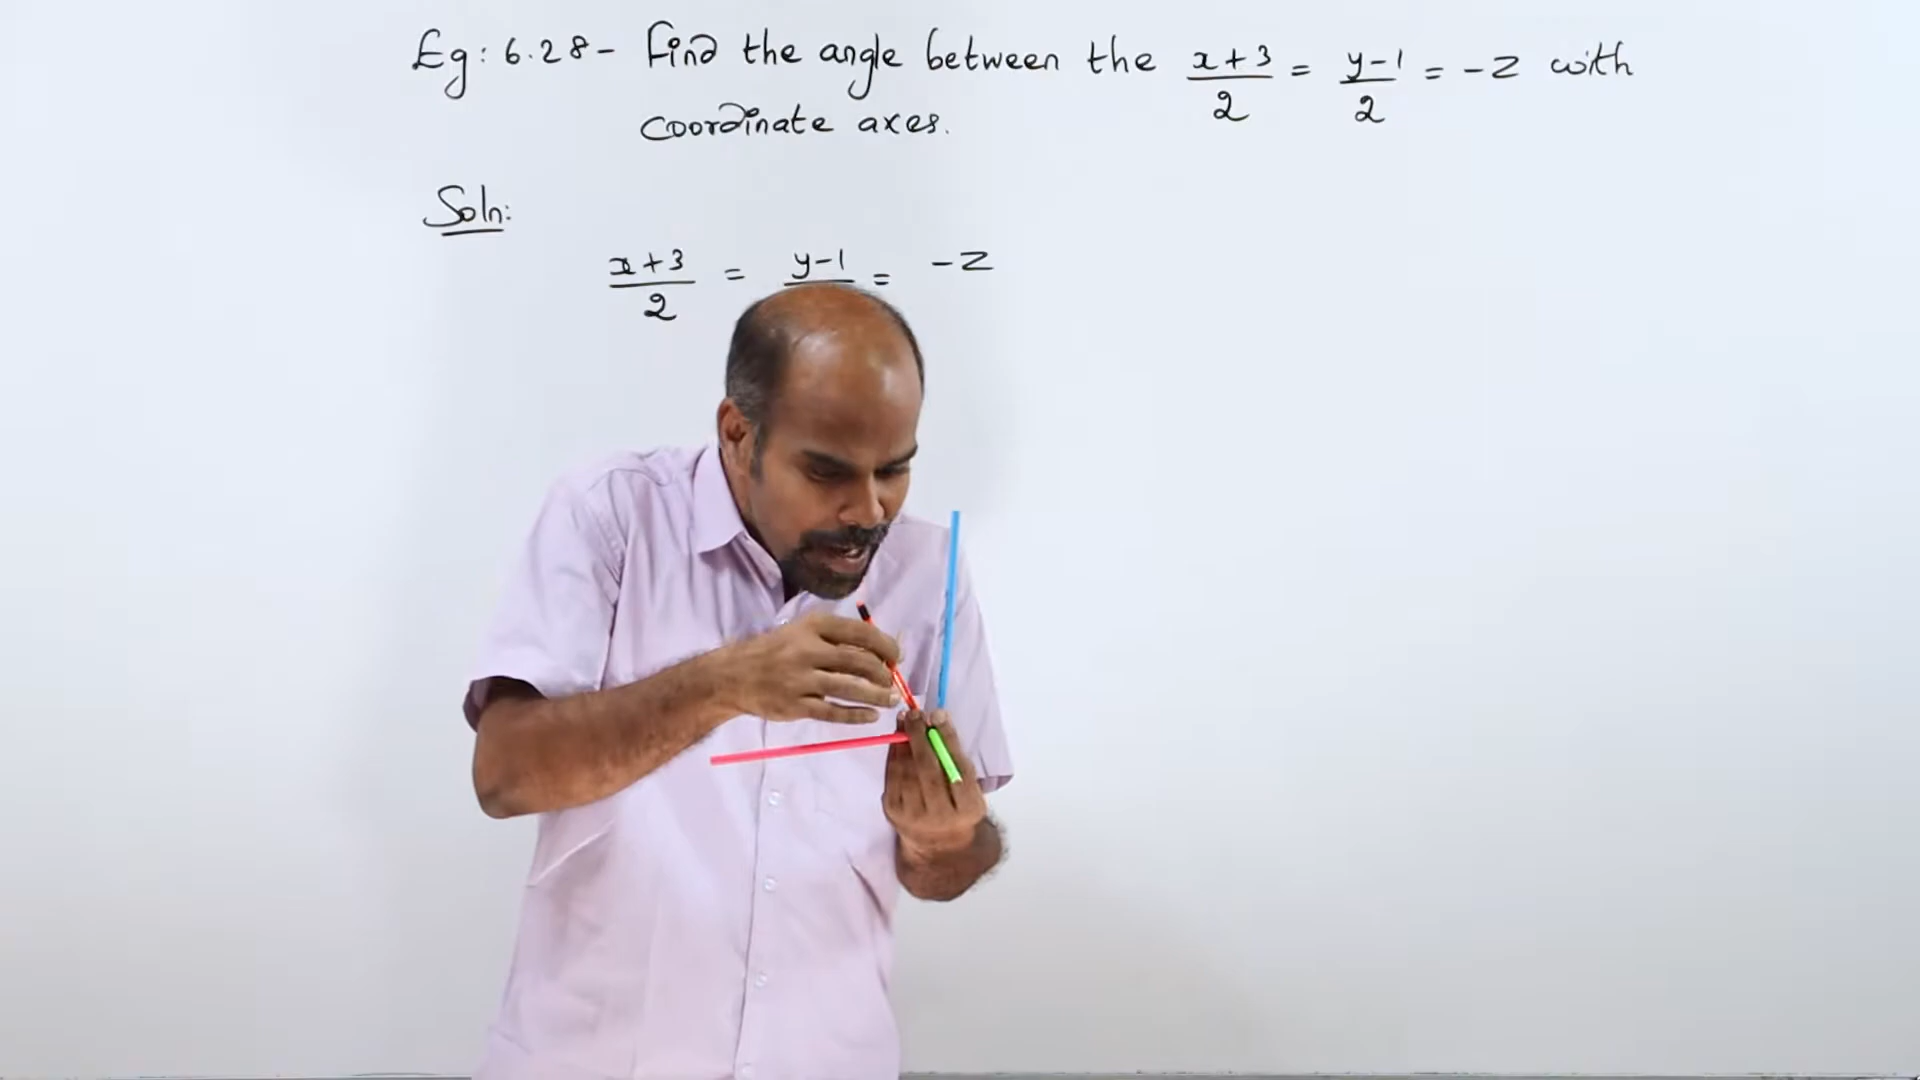 Eg: 6.28- Find the angle between the x+3/2 = y-1/2 = -z with
coordinate axes.
Soln:
x+3/2 = y-1 = -z